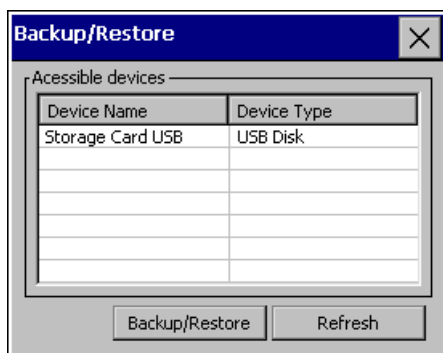 Backup/Restore
Acessible devices
Device Name Device Type
Storage Card USB USB Disk
Backup/Restore Refresh